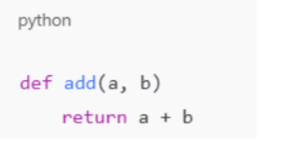 python
def add(a, b)
    return a + b